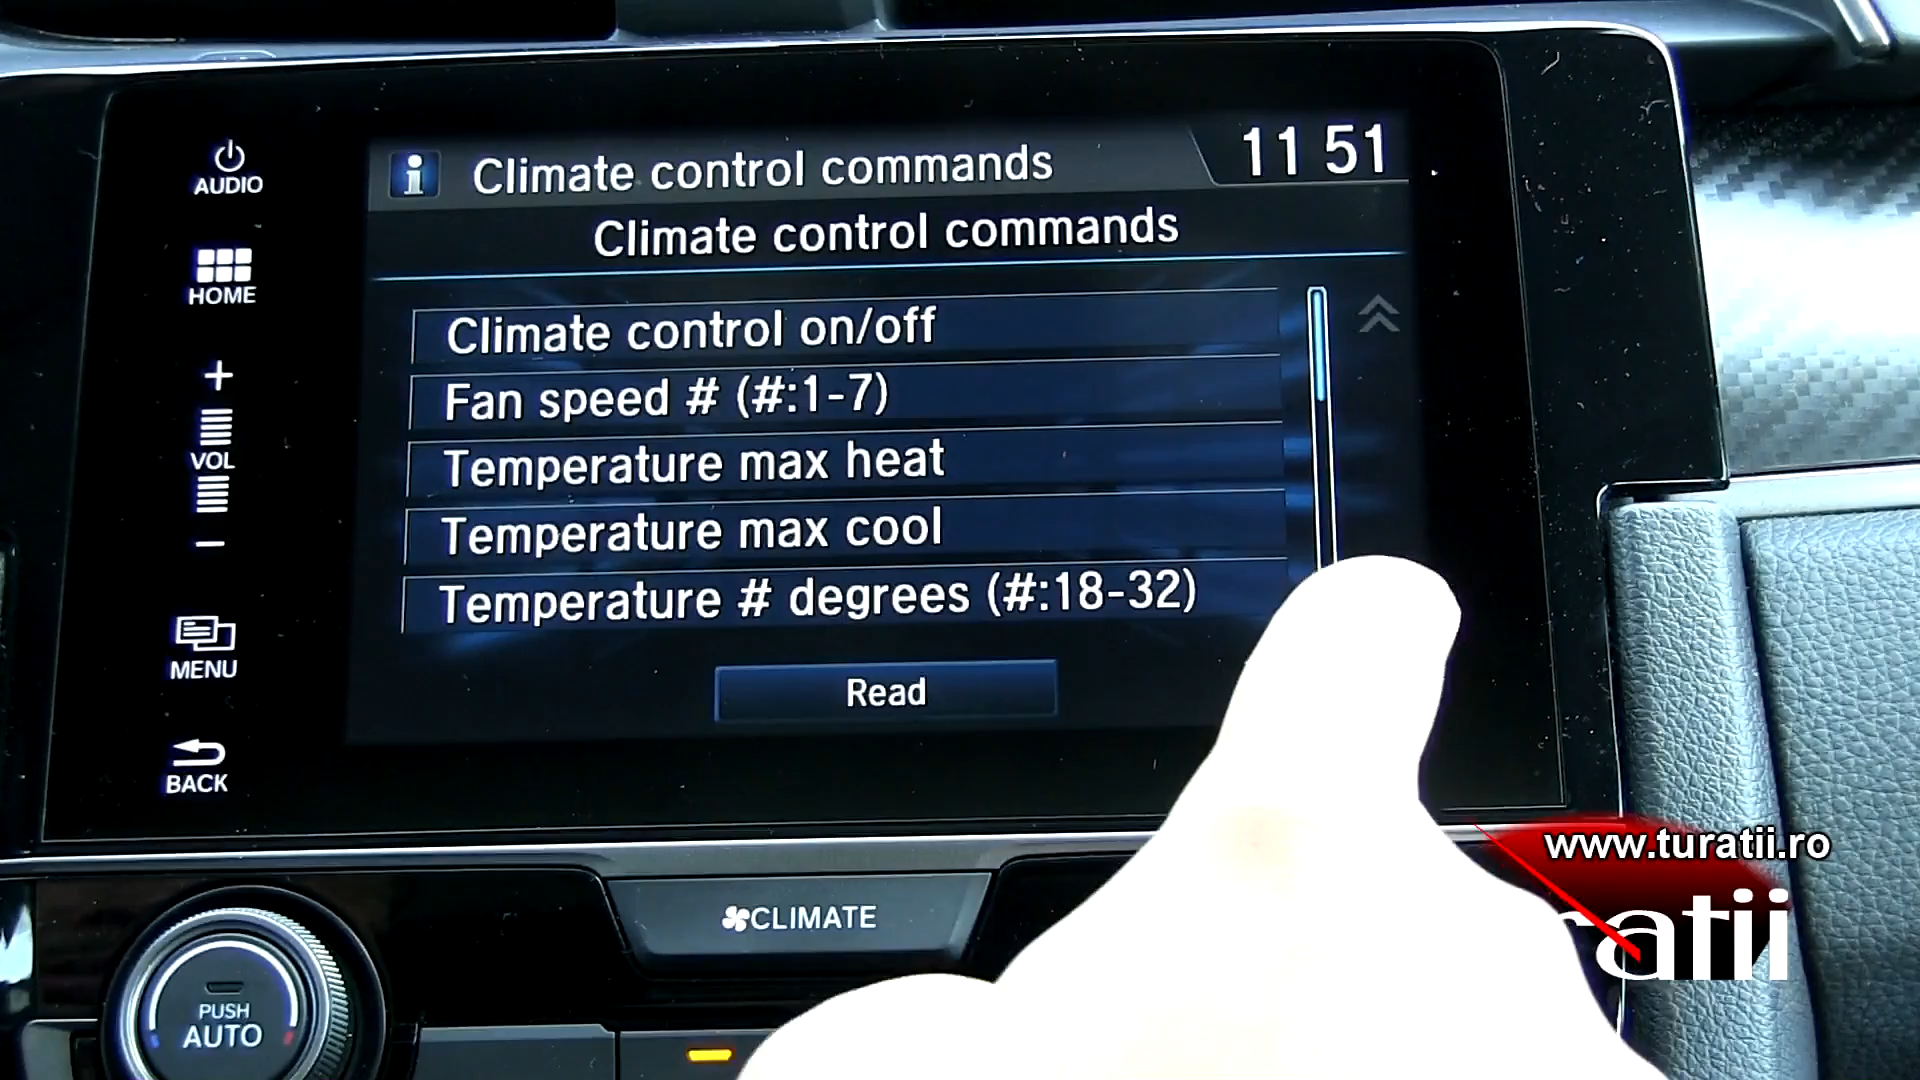 AUDIO
HOME
+
VOL
−
MENU
BACK
i Climate control commands
11 51
Climate control commands
Climate control on/off
Fan speed # (#:1-7)
Temperature max heat
Temperature max cool
Temperature # degrees (#:18-32)
Read
CLIMATE
PUSH
AUTO
www.turatii.ro
ratii